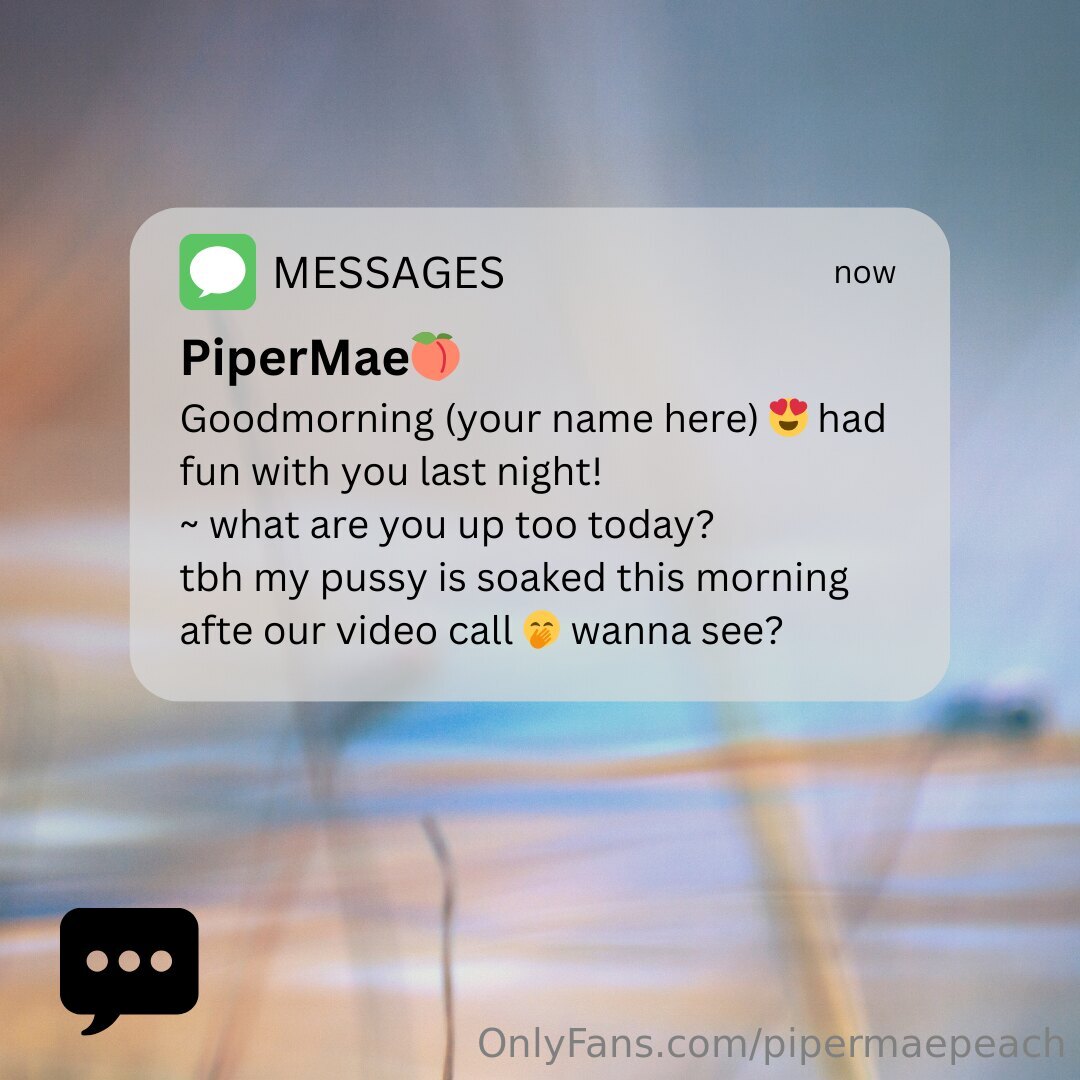 MESSAGES
now
PiperMae🍑
Goodmorning (your name here) 😍 had
fun with you last night!
~ what are you up too today?
tbh my pussy is soaked this morning
afte our video call 🤭 wanna see?
OnlyFans.com/pipermaepeach